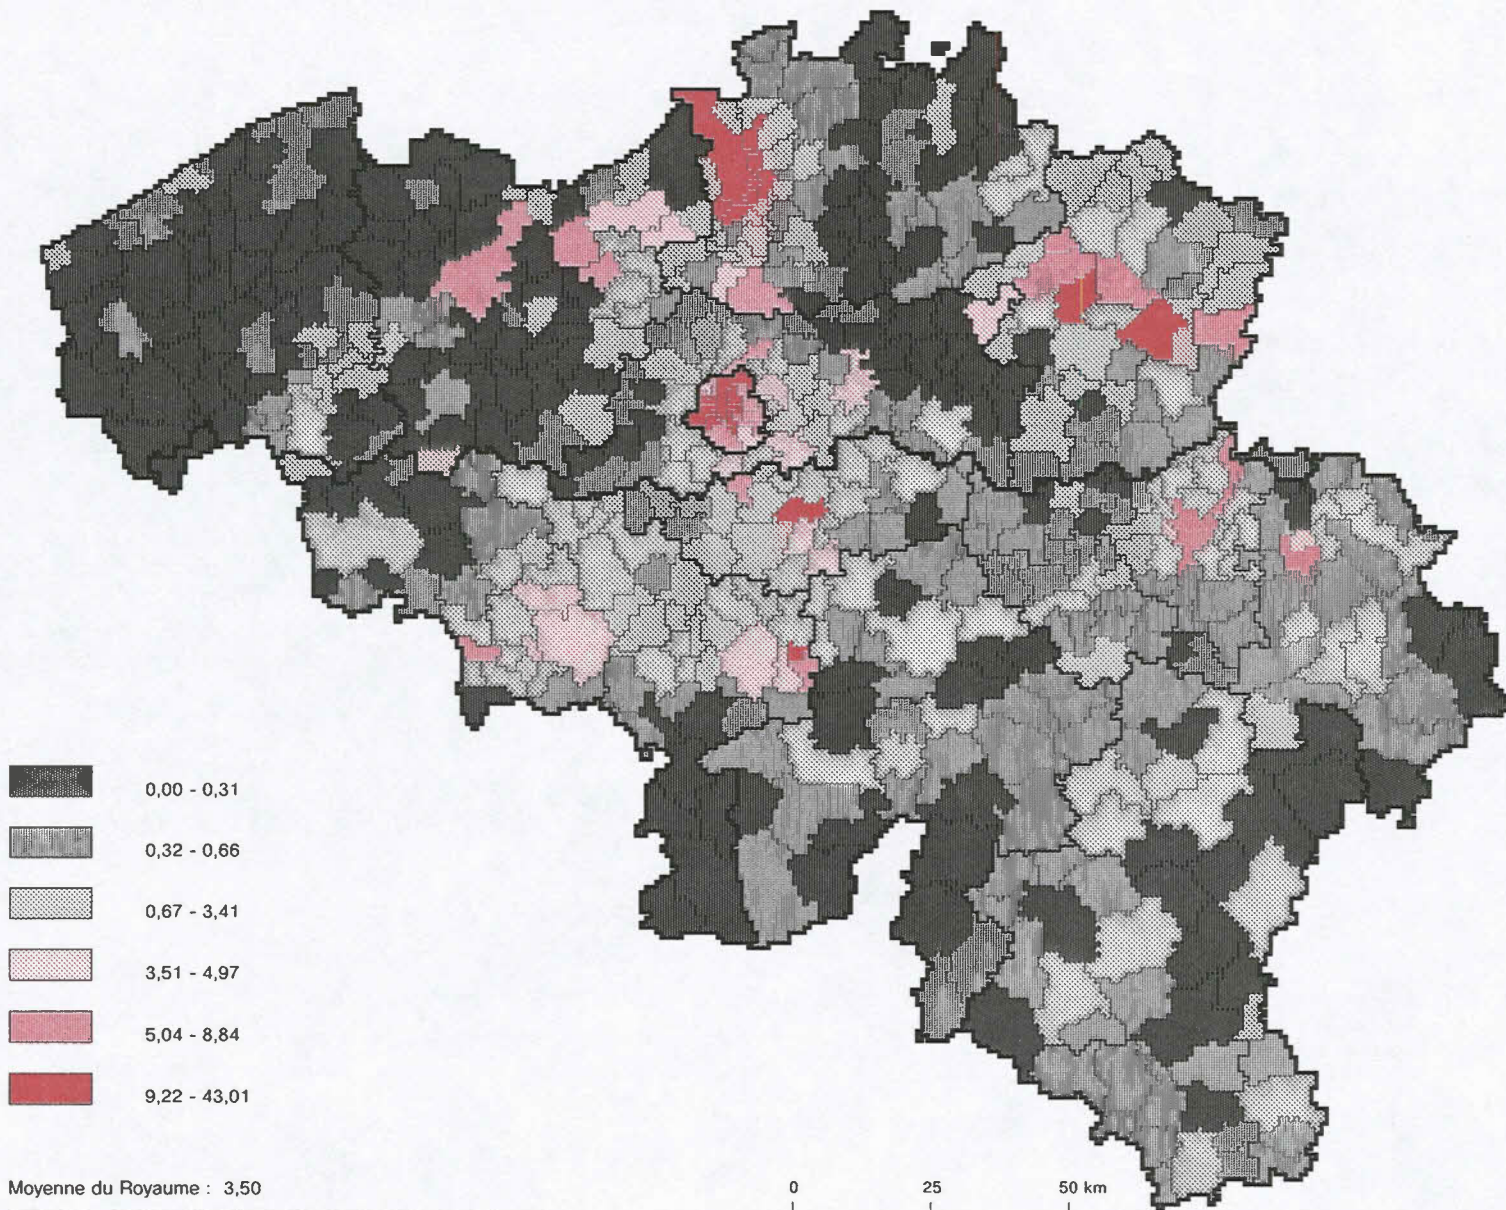 0,00 - 0,31
0,32 - 0,66
0,67 - 3,41
3,51 - 4,97
5,04 - 8,84
9,22 - 43,01
Moyenne du Royaume : 3,50
0 25 50 km